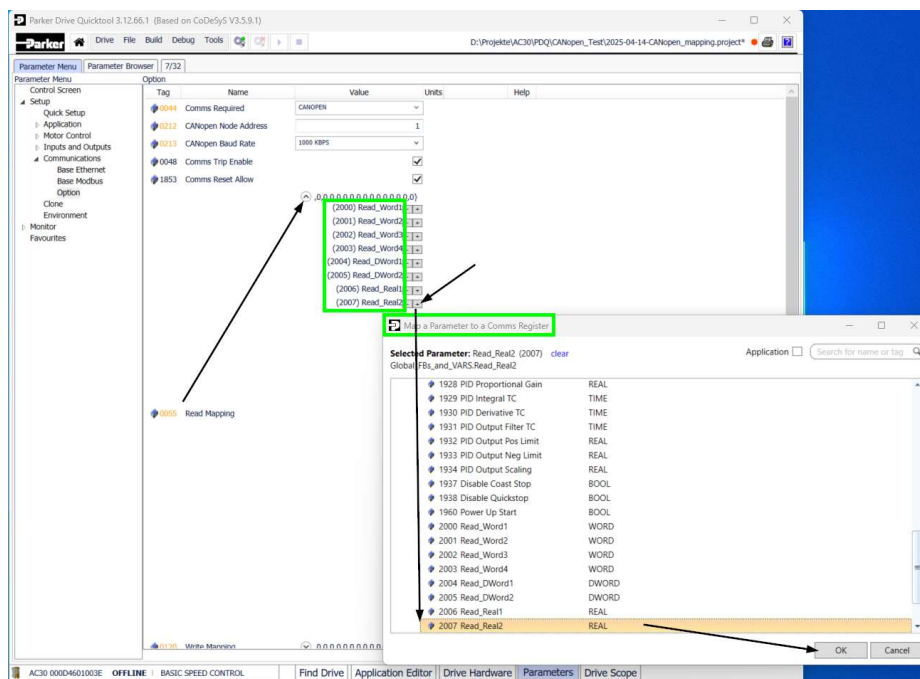 Parker Drive Quicktool 3.12.66.1 (Based on CoDeSyS V3.5.9.1)
Parker Drive File Build Debug Tools D:\Projekte\AC30\PDQ\CANopen_Test\2025-04-14-CANopen_mapping.project*
Parameter Menu Parameter Browser 7/32
Parameter Menu Option
Control Screen
Setup
Quick Setup
Application
Motor Control
Inputs and Outputs
Communications
Base Ethernet
Base Modbus
Option
Clone
Environment
Monitor
Favourites
Tag Name Value Units Help
0044 Comms Required CANOPEN
0212 CANopen Node Address 1
0213 CANopen Baud Rate 1000 KBPS
0048 Comms Trip Enable
1853 Comms Reset Allow
(2000) Read_Word1
(2001) Read_Word2
(2002) Read_Word3
(2003) Read_Word4
(2004) Read_DWord1
(2005) Read_DWord2
(2006) Read_Real1
(2007) Read_Real2
0055 Read Mapping
0120 Write Mapping
Map a Parameter to a Comms Register
Selected Parameter: Read_Real2 (2007) clear
Application Search for name or tag
Global_FBs_and_VARS.Read_Real2
1928 PID Proportional Gain REAL
1929 PID Integral TC TIME
1930 PID Derivative TC TIME
1931 PID Output Filter TC TIME
1932 PID Output Pos Limit REAL
1933 PID Output Neg Limit REAL
1934 PID Output Scaling REAL
1937 Disable Coast Stop BOOL
1938 Disable Quickstop BOOL
1960 Power Up Start BOOL
2000 Read_Word1 WORD
2001 Read_Word2 WORD
2002 Read_Word3 WORD
2003 Read_Word4 WORD
2004 Read_DWord1 DWORD
2005 Read_DWord2 DWORD
2006 Read_Real1 REAL
2007 Read_Real2 REAL
OK Cancel
AC30 000D4601003E OFFLINE BASIC SPEED CONTROL Find Drive Application Editor Drive Hardware Parameters Drive Scope